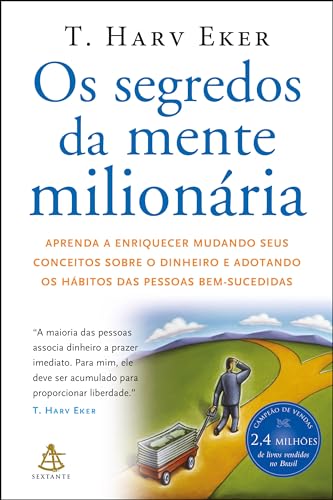 T. Harv Eker
Os segredos
da mente
milionária
APRENDA A ENRIQUECER MUDANDO SEUS
CONCEITOS SOBRE O DINHEIRO E ADOTANDO
OS HÁBITOS DAS PESSOAS BEM-SUCEDIDAS
“A maioria das pessoas
associa dinheiro a prazer
imediato. Para mim, ele
deve ser acumulado para
proporcionar liberdade.”
T. Harv Eker
CAMPEÃO DE VENDAS
2,4 MILHÕES
de livros vendidos
no Brasil
SEXTANTE